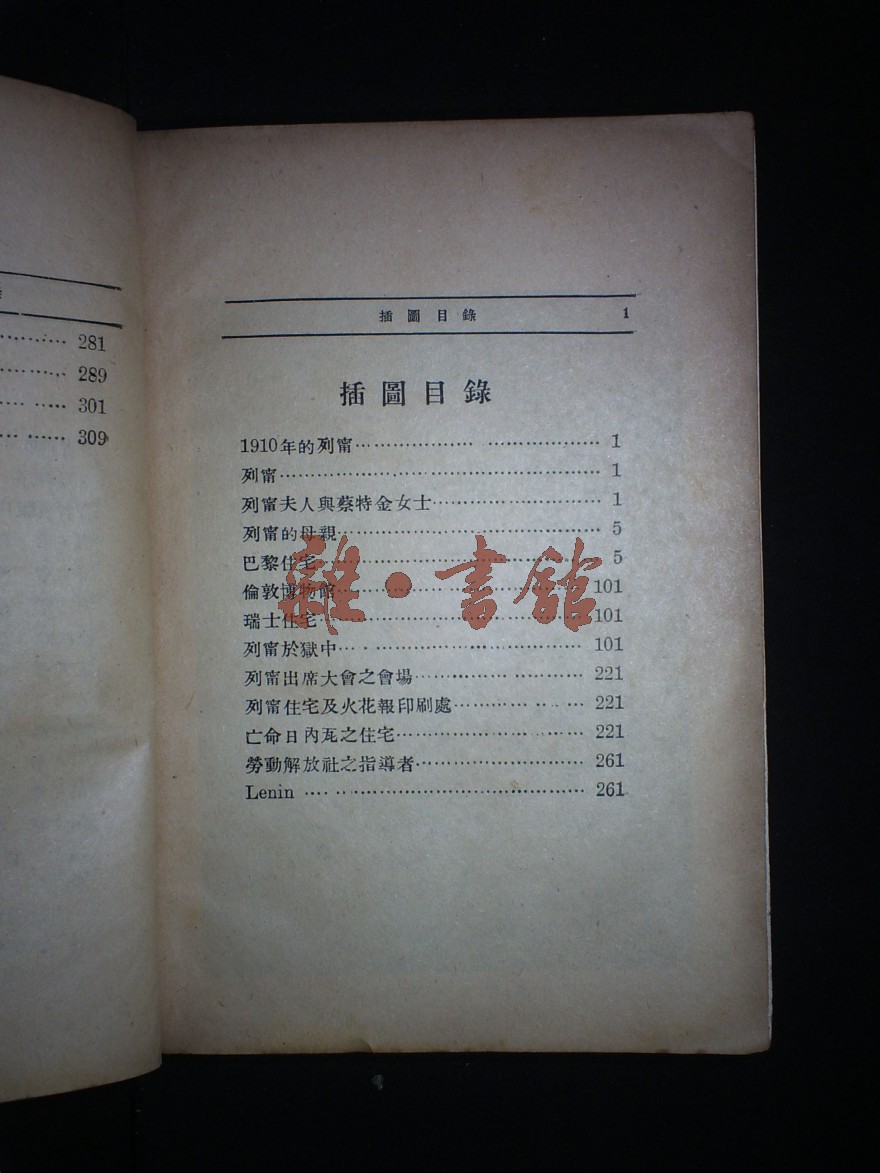 281
289
301
309
插圖目錄 1
插圖目錄
1910年的列甯 1
列甯 1
列甯夫人與蔡特金女士 1
列甯的母親 5
巴黎住宅 5
倫敦博物館 101
瑞士住宅 101
列甯於獄中 101
列甯出席大會之會場 221
列甯住宅及火花報印刷處 221
亡命日內瓦之住宅 221
勞動解放社之指導者 261
Lenin 261
雜·書館